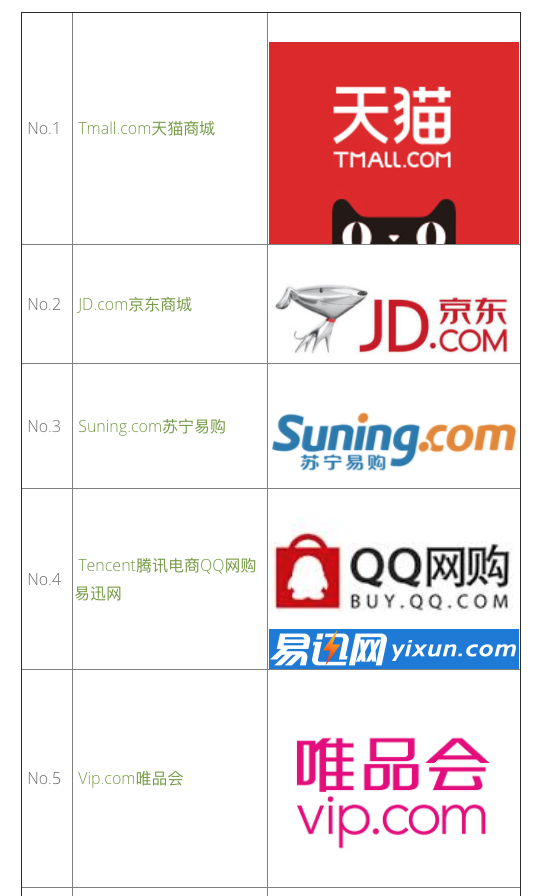 No.1
Tmall.com天猫商城
天猫
TMALL.COM
No.2
JD.com京东商城
JD.京东
.COM
No.3
Suning.com苏宁易购
Suning.com
苏宁易购
No.4
Tencent腾讯电商QQ网购
易迅网
QQ网购
BUY.QQ.COM
易迅网 yixun.com
No.5
Vip.com唯品会
唯品会
vip.com